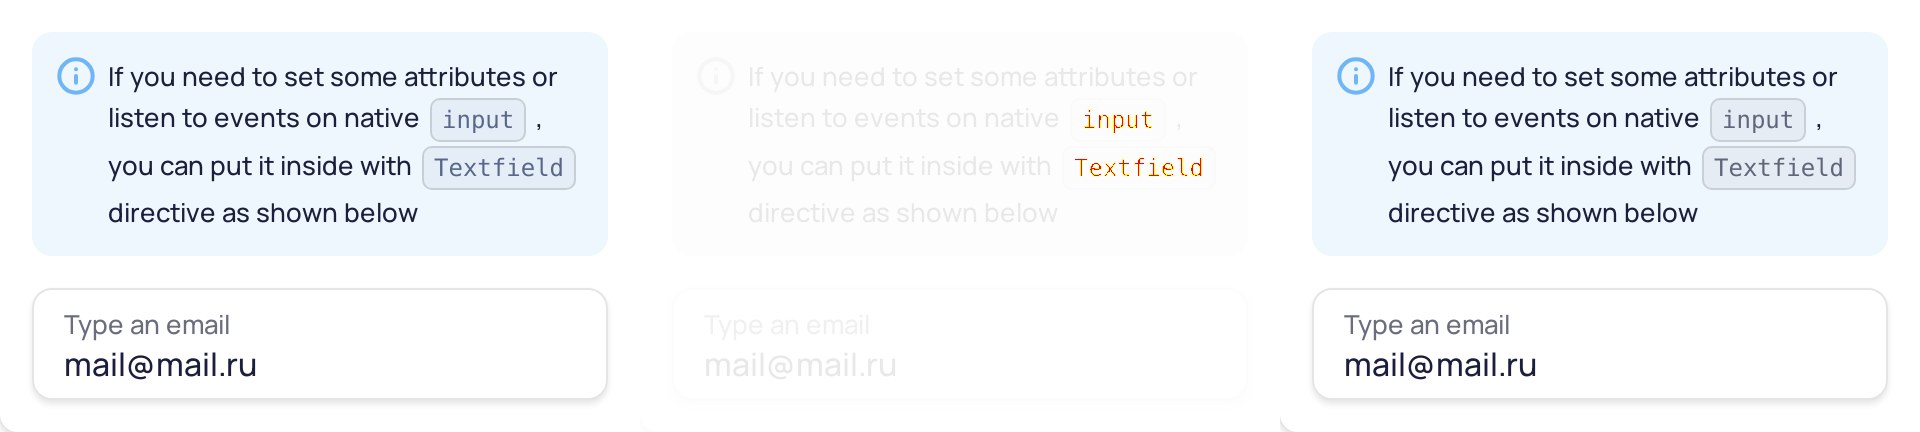 If you need to set some attributes or
listen to events on native input ,
you can put it inside with Textfield
directive as shown below
Type an email
mail@mail.ru
If you need to set some attributes or
listen to events on native input ,
you can put it inside with Textfield
directive as shown below
Type an email
mail@mail.ru
If you need to set some attributes or
listen to events on native input ,
you can put it inside with Textfield
directive as shown below
Type an email
mail@mail.ru